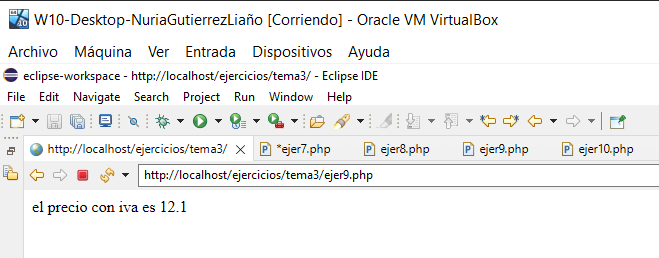 W10-Desktop-NuriaGutierrezLiaño [Corriendo] - Oracle VM VirtualBox
Archivo Máquina Ver Entrada Dispositivos Ayuda
eclipse-workspace - http://localhost/ejercicios/tema3/ - Eclipse IDE
File Edit Navigate Search Project Run Window Help
http://localhost/ejercicios/tema3/ *ejer7.php ejer8.php ejer9.php ejer10.php
http://localhost/ejercicios/tema3/ejer9.php
el precio con iva es 12.1